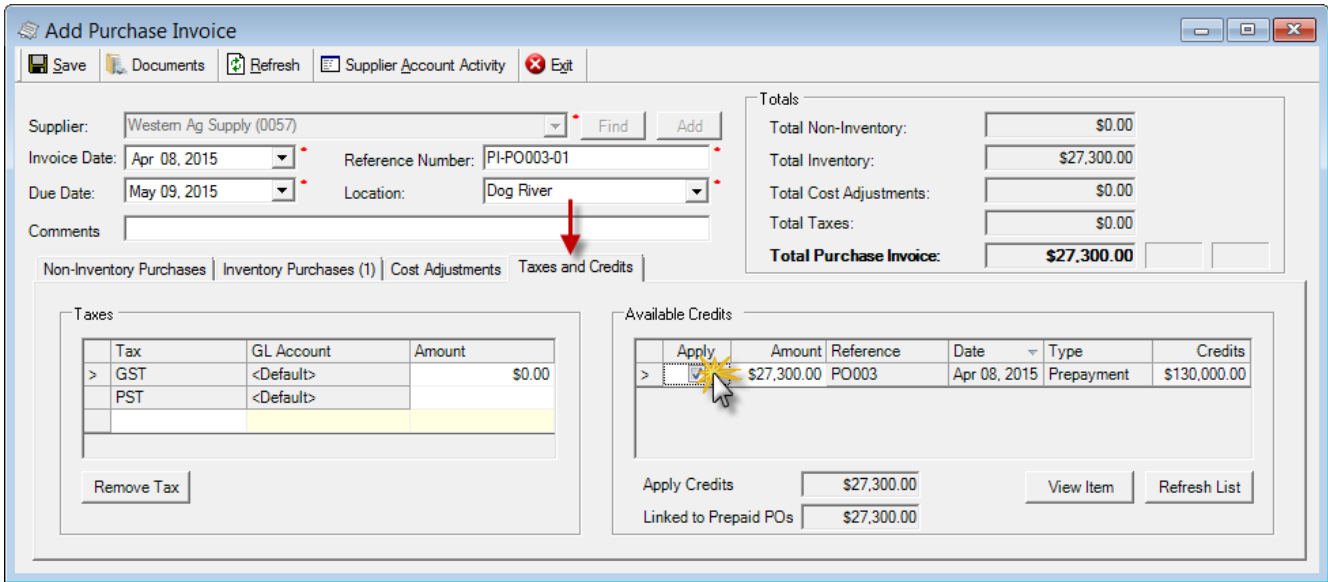 Add Purchase Invoice
Save Documents Refresh Supplier Account Activity Exit
Supplier: Western Ag Supply (0057) * Find Add
Invoice Date: Apr 08, 2015 * Reference Number: PI-PO003-01 *
Due Date: May 09, 2015 * Location: Dog River *
Comments
Totals
Total Non-Inventory: $0.00
Total Inventory: $27,300.00
Total Cost Adjustments: $0.00
Total Taxes: $0.00
Total Purchase Invoice: $27,300.00
Non-Inventory Purchases Inventory Purchases (1) Cost Adjustments Taxes and Credits
Taxes
Tax GL Account Amount
> GST <Default> $0.00
PST <Default>
Remove Tax
Available Credits
Apply Amount Reference Date Type Credits
> $27,300.00 PO003 Apr 08, 2015 Prepayment $130,000.00
Apply Credits $27,300.00
Linked to Prepaid POs $27,300.00
View Item Refresh List